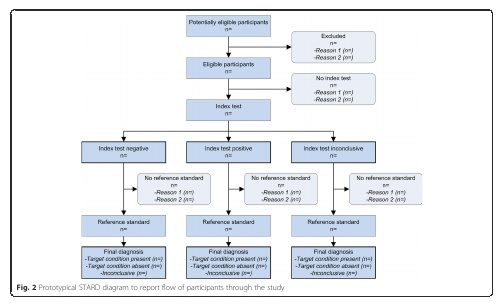 Potentially eligible participants
n=
Excluded
n=
-Reason 1 (n=)
-Reason 2 (n=)
Eligible participants
n=
No index test
n=
-Reason 1 (n=)
-Reason 2 (n=)
Index test
n=
Index test negative
n=
Index test positive
n=
Index test inconclusive
n=
No reference standard
n=
-Reason 1 (n=)
-Reason 2 (n=)
No reference standard
n=
-Reason 1 (n=)
-Reason 2 (n=)
No reference standard
n=
-Reason 1 (n=)
-Reason 2 (n=)
Reference standard
n=
Reference standard
n=
Reference standard
n=
Final diagnosis
-Target condition present (n=)
-Target condition absent (n=)
-Inconclusive (n=)
Final diagnosis
-Target condition present (n=)
-Target condition absent (n=)
-Inconclusive (n=)
Final diagnosis
-Target condition present (n=)
-Target condition absent (n=)
-Inconclusive (n=)
Fig. 2 Prototypical STARD diagram to report flow of participants through the study